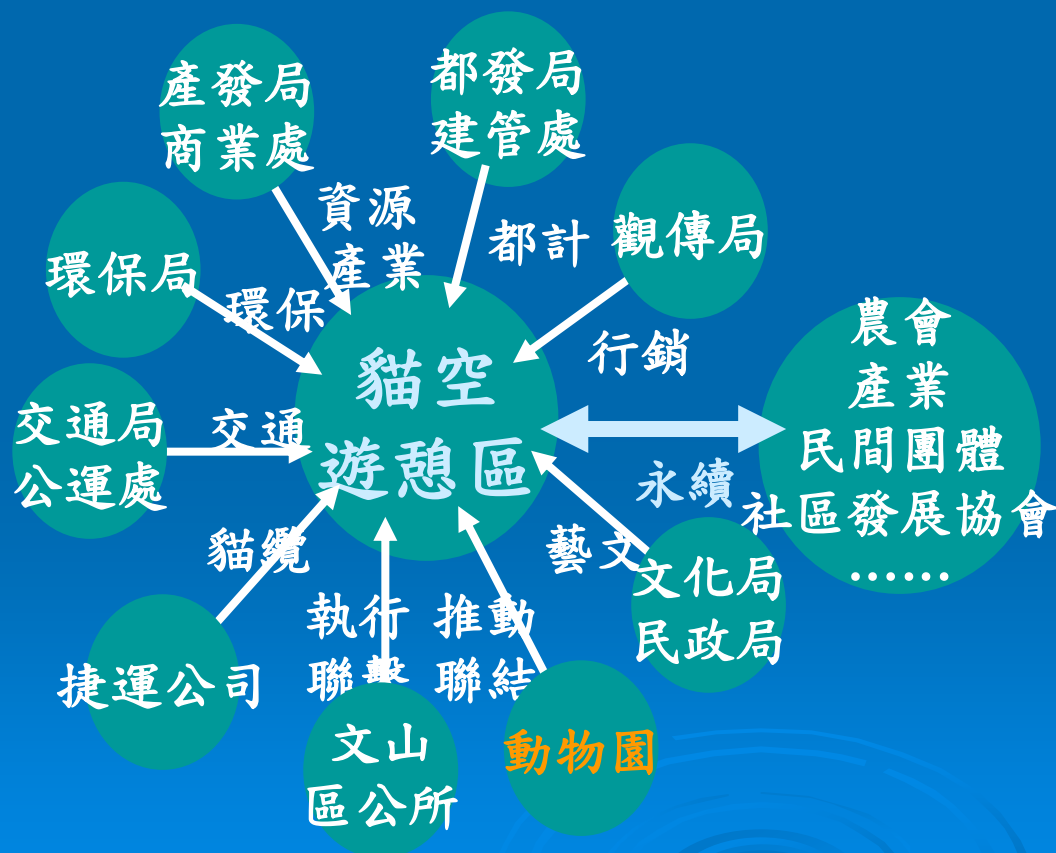 產發局
商業處
都發局
建管處
資源
產業
都計
觀傳局
環保局
環保
行銷
農會
產業
民間團體
社區發展協會
……
貓空
遊憩區
交通局
公運處
交通
永續
貓纜
藝文
文化局
民政局
執行
聯繫
推動
聯結
捷運公司
文山
區公所
動物園